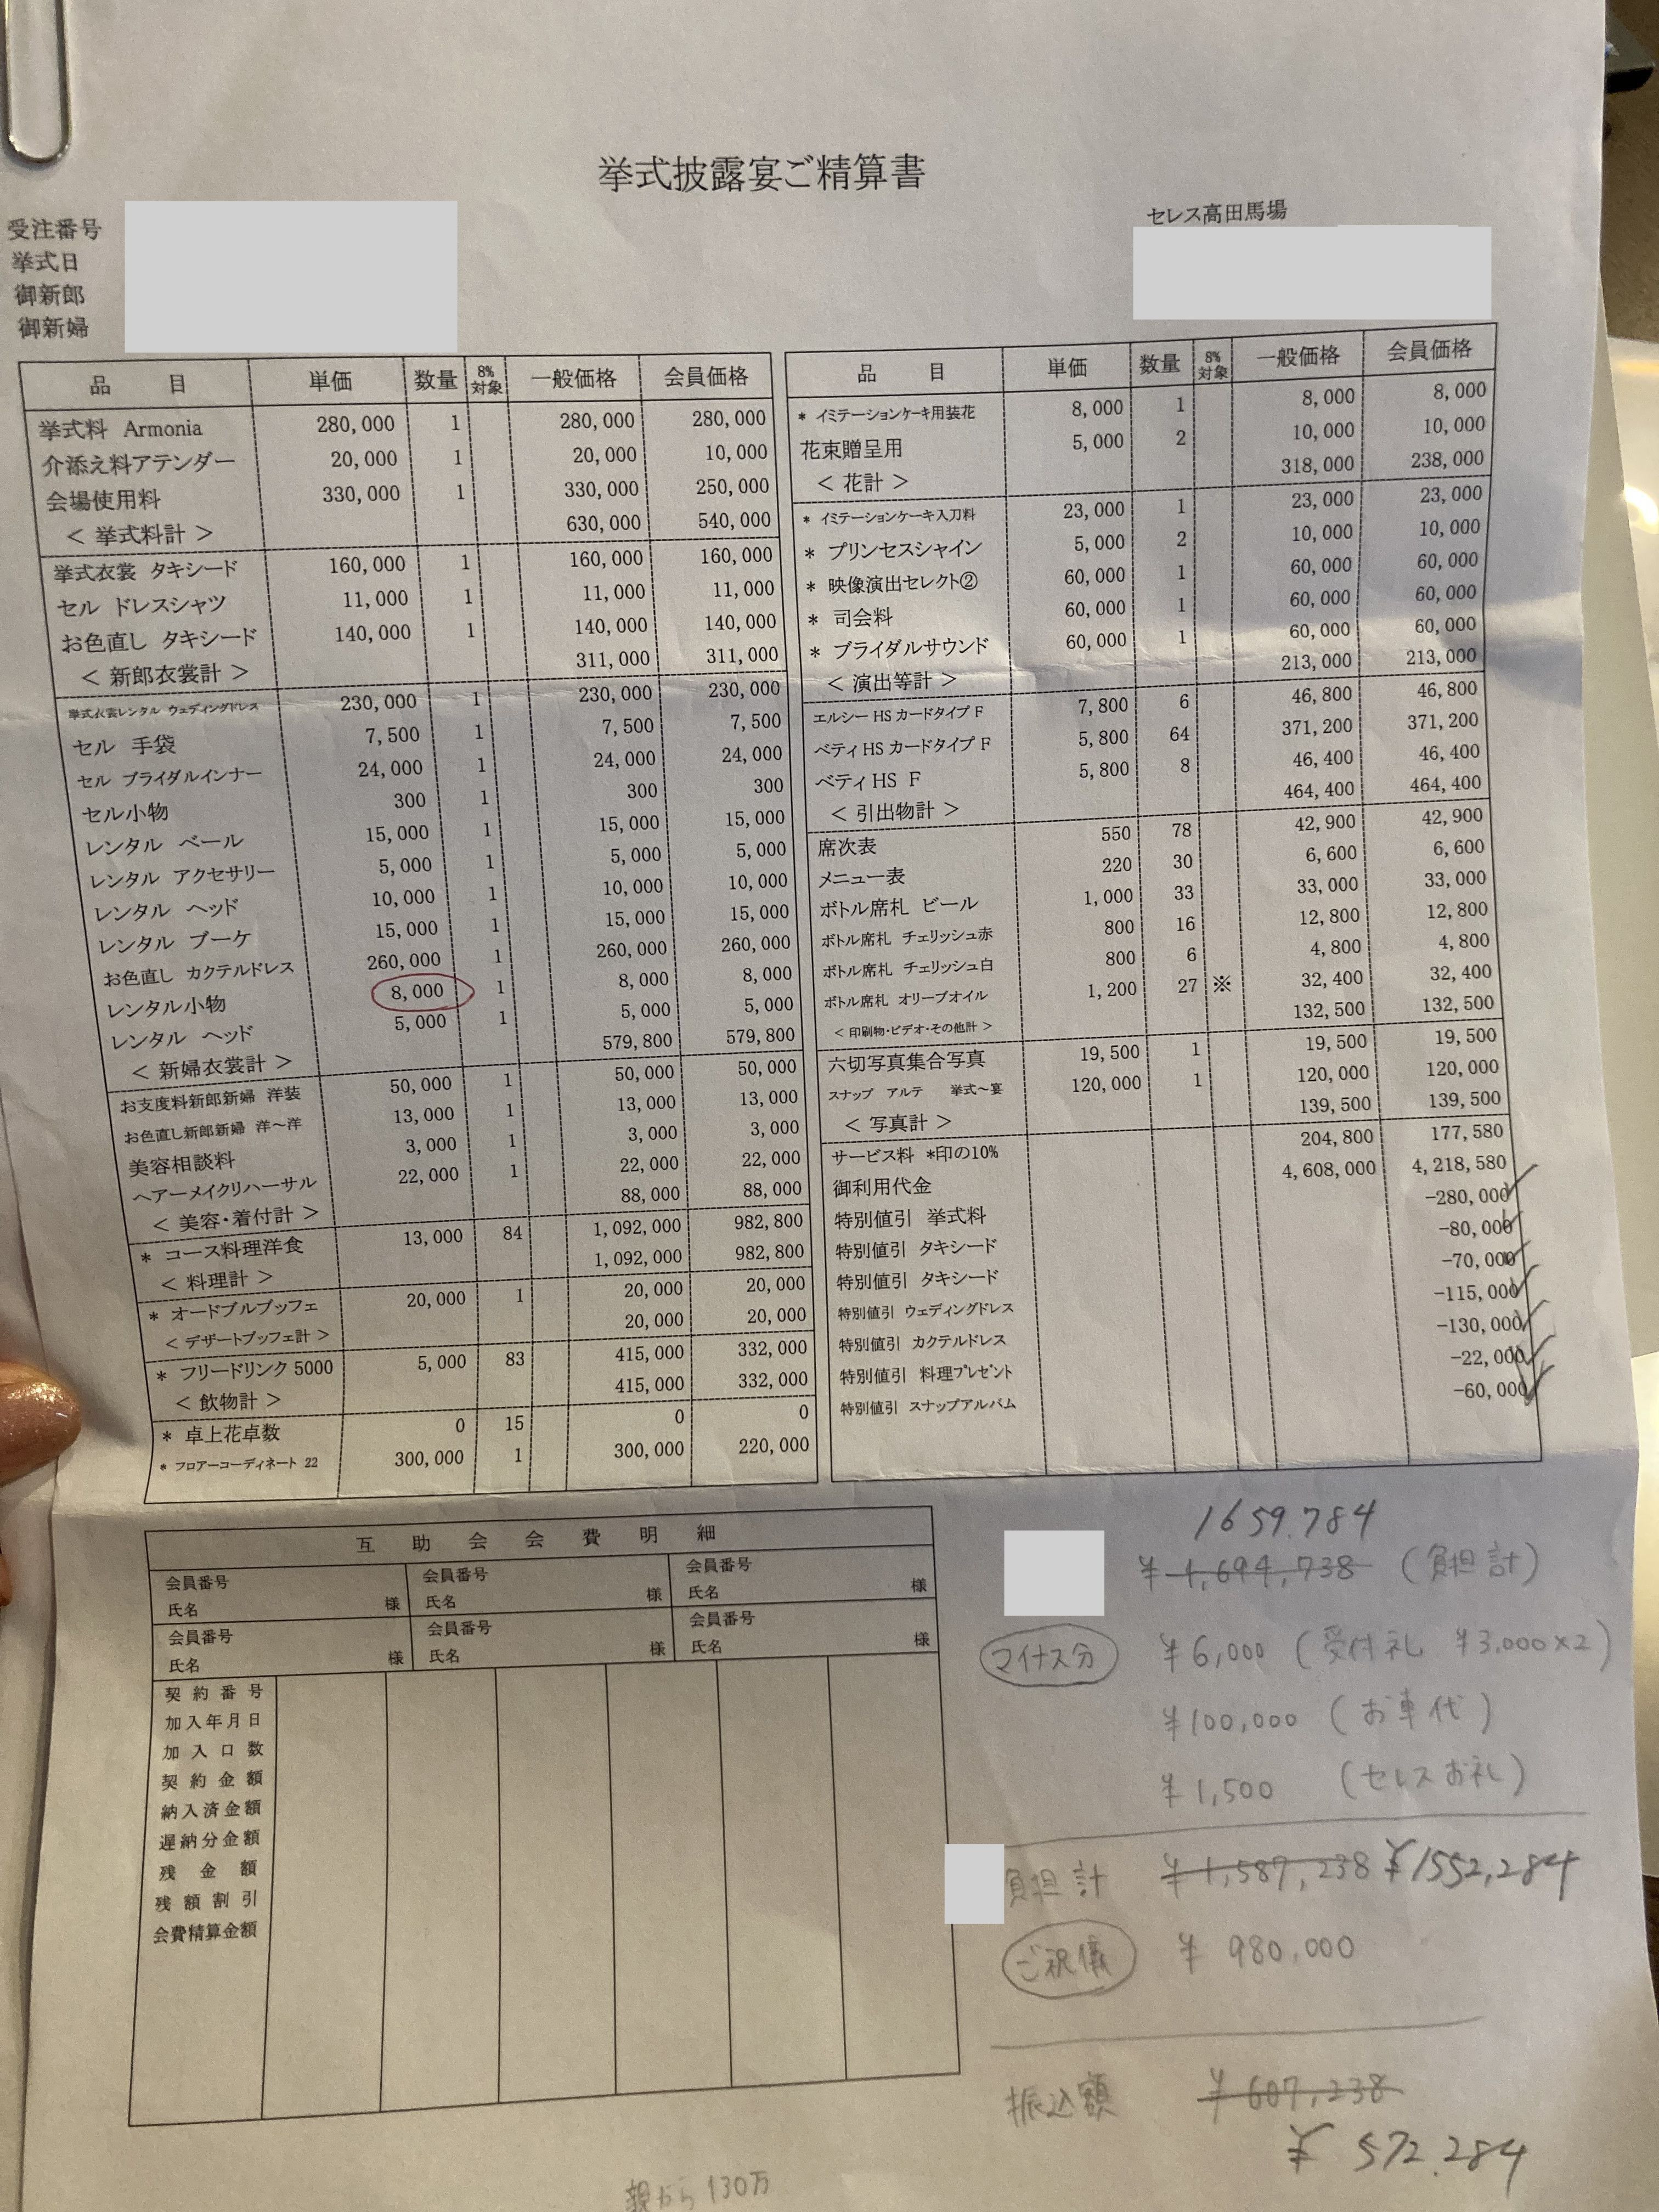 挙式披露宴ご精算書
セレス高田馬場
受注番号
挙式日
御新郎
御新婦
品 目 単価 数量 8%対象 一般価格 会員価格
挙式料 Armonia 280,000 1 280,000 280,000
介添え料アテンダー 20,000 1 20,000 10,000
会場使用料 330,000 1 330,000 250,000
< 挙式料計 > 630,000 540,000
挙式衣裳 タキシード 160,000 1 160,000 160,000
セル ドレスシャツ 11,000 1 11,000 11,000
お色直し タキシード 140,000 1 140,000 140,000
< 新郎衣裳計 > 311,000 311,000
挙式衣裳レンタル ウェディングドレス 230,000 1 230,000 230,000
セル 手袋 7,500 1 7,500 7,500
セル ブライダルインナー 24,000 1 24,000 24,000
セル小物 300 1 300 300
レンタル ベール 15,000 1 15,000 15,000
レンタル アクセサリー 5,000 1 5,000 5,000
レンタル ヘッド 10,000 1 10,000 10,000
レンタル ブーケ 15,000 1 15,000 15,000
お色直し カクテルドレス 260,000 1 260,000 260,000
レンタル小物 8,000 1 8,000 8,000
レンタル ヘッド 5,000 1 5,000 5,000
< 新婦衣裳計 > 579,800 579,800
お支度料新郎新婦 洋装 50,000 1 50,000 50,000
お色直し新郎新婦 洋～洋 13,000 1 13,000 13,000
美容相談料 3,000 1 3,000 3,000
ヘアーメイクリハーサル 22,000 1 22,000 22,000
< 美容・着付計 > 88,000 88,000
* コース料理洋食 13,000 84 1,092,000 982,800
< 料理計 > 1,092,000 982,800
* オードブルブッフェ 20,000 1 20,000 20,000
< デザートブッフェ計 > 20,000 20,000
* フリードリンク 5000 5,000 83 415,000 332,000
< 飲物計 > 415,000 332,000
* 卓上花卓数 0 15 0 0
* フロアーコーディネート 22 300,000 1 300,000 220,000
品 目 単価 数量 8%対象 一般価格 会員価格
* イミテーションケーキ用装花 8,000 1 8,000 8,000
花束贈呈用 5,000 2 10,000 10,000
< 花計 > 318,000 238,000
* イミテーションケーキ入刀料 23,000 1 23,000 23,000
* プリンセスシャイン 5,000 2 10,000 10,000
* 映像演出セレクト② 60,000 1 60,000 60,000
* 司会料 60,000 1 60,000 60,000
* ブライダルサウンド 60,000 1 60,000 60,000
< 演出等計 > 213,000 213,000
エルシー HS カードタイプ F 7,800 6 46,800 46,800
ベティ HS カードタイプ F 5,800 64 371,200 371,200
ベティ HS F 5,800 8 46,400 46,400
< 引出物計 > 464,400 464,400
席次表 550 78 42,900 42,900
メニュー表 220 30 6,600 6,600
ボトル席札 ビール 1,000 33 33,000 33,000
ボトル席札 チェリッシュ赤 800 16 12,800 12,800
ボトル席札 チェリッシュ白 800 6 4,800 4,800
ボトル席札 オリーブオイル 1,200 27 ※ 32,400 32,400
< 印刷物・ビデオ・その他計 > 132,500 132,500
六切写真集合写真 19,500 1 19,500 19,500
スナップ アルテ 挙式～宴 120,000 1 120,000 120,000
< 写真計 > 139,500 139,500
サービス料 *印の10% 204,800 177,580
御利用代金 4,608,000 4,218,580
特別値引 挙式料 -280,000
特別値引 タキシード -80,000
特別値引 タキシード -70,000
特別値引 ウェディングドレス -115,000
特別値引 カクテルドレス -130,000
特別値引 料理プレゼント -22,000
特別値引 スナップアルバム -60,000
互助会会費明細
会員番号 会員番号 会員番号
氏名 様 氏名 様 氏名 様
会員番号 会員番号 会員番号
氏名 様 氏名 様 氏名 様
契約番号
加入年月日
加入口数
契約金額
納入済金額
遅納分金額
残金額
残額割引
会費精算金額
1659.784
¥1,694,738 (負担計)
マイナス分 ¥6,000 (受付礼 ¥3,000×2)
¥100,000 (お車代)
¥1,500 (セレスお礼)
負担計 ¥1,587,238 ¥1552,284
ご祝儀 ¥980,000
振込額 ¥607,238
¥572.284
親から130万